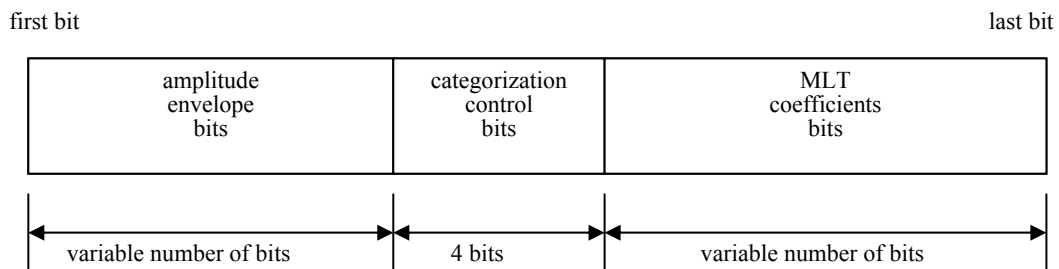 first bit
last bit
amplitude
envelope
bits
categorization
control
bits
MLT
coefficients
bits
variable number of bits
4 bits
variable number of bits